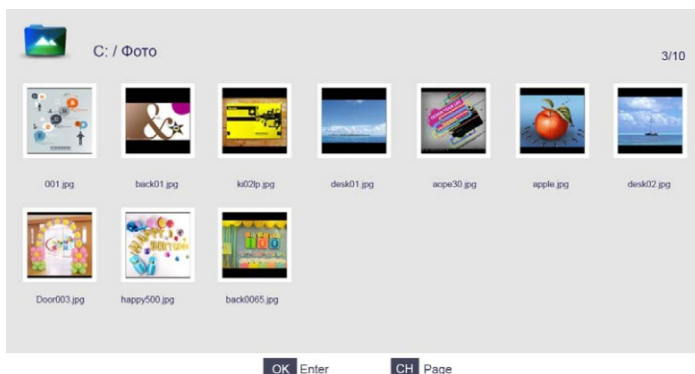 C: / Фото
3/10
001.jpg back01.jpg ki02lp.jpg desk01.jpg aope30.jpg apple.jpg desk02.jpg
Door003.jpg happy500.jpg back0065.jpg
OK Enter CH Page